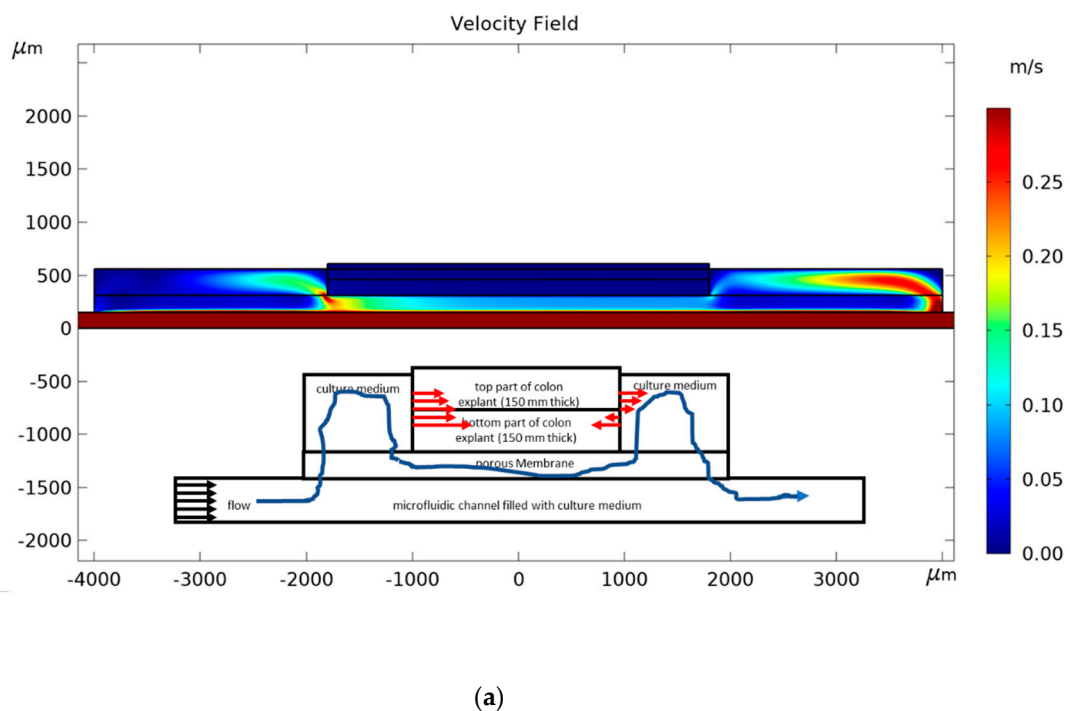 Velocity Field
μm
m/s
2000
1500
1000
500
0
-500
-1000
-1500
-2000
0.25
0.20
0.15
0.10
0.05
0.00
culture medium
top part of colon
explant (150 mm thick)
culture medium
bottom part of colon
explant (150 mm thick)
porous Membrane
flow
microfluidic channel filled with culture medium
-4000 -3000 -2000 -1000 0 1000 2000 3000 μm
(a)